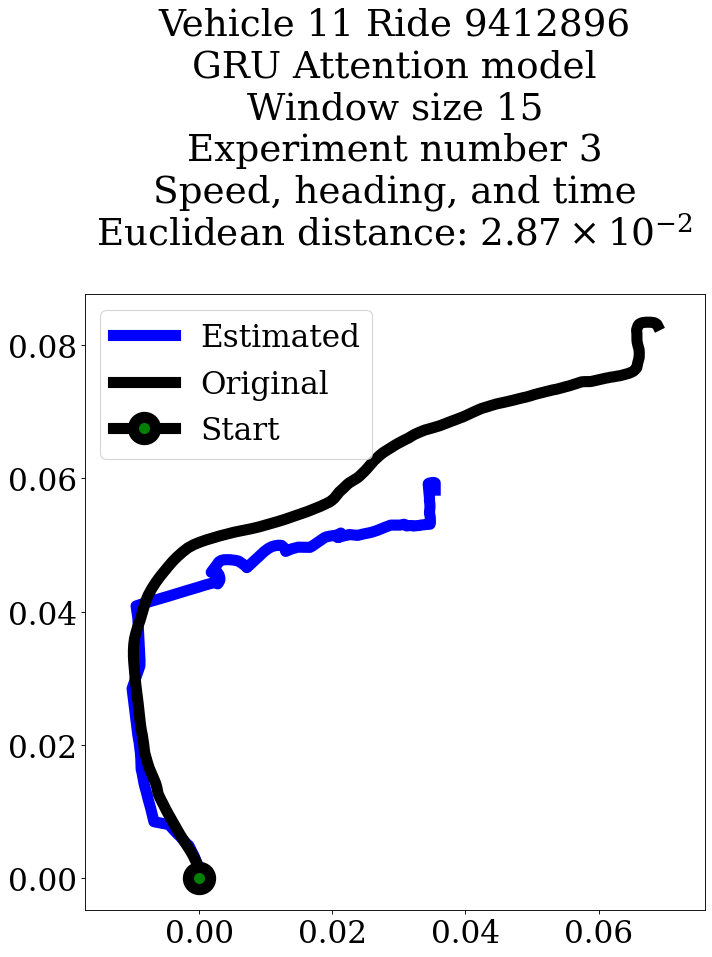 Vehicle 11 Ride 9412896
GRU Attention model
Window size 15
Experiment number 3
Speed, heading, and time
Euclidean distance: 2.87 × 10⁻²
Estimated
Original
Start
0.08
0.06
0.04
0.02
0.00
0.00 0.02 0.04 0.06